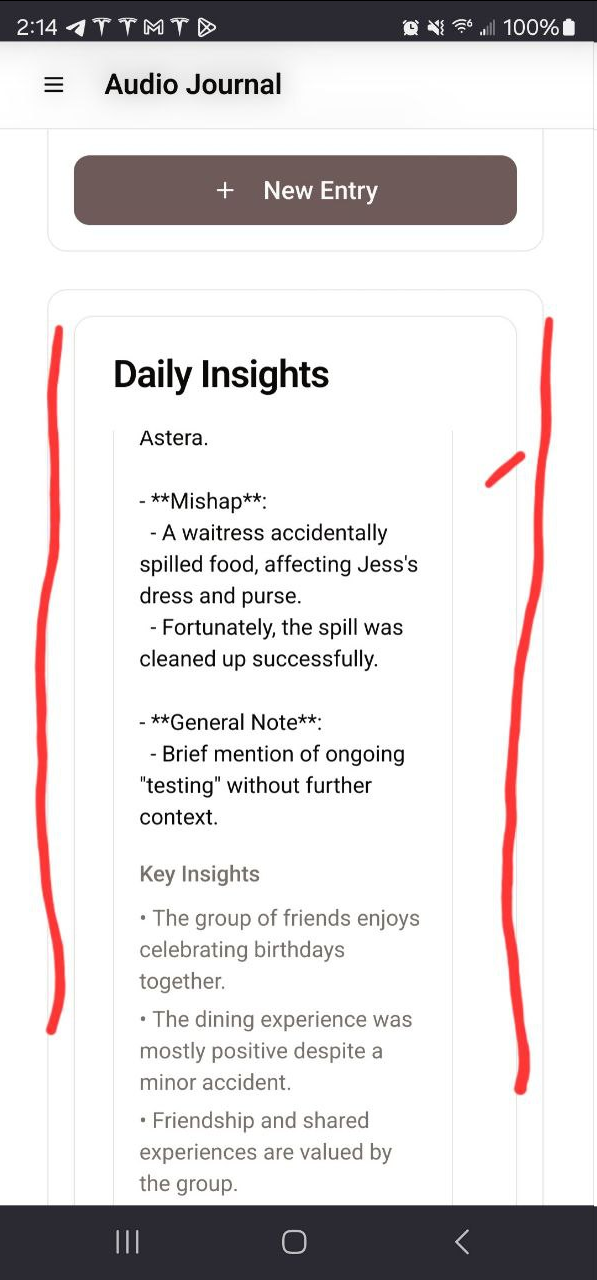 2:14
100%
Audio Journal
+ New Entry
Daily Insights
Astera.
- **Mishap**:
- A waitress accidentally
spilled food, affecting Jess's
dress and purse.
- Fortunately, the spill was
cleaned up successfully.
- **General Note**:
- Brief mention of ongoing
"testing" without further
context.
Key Insights
• The group of friends enjoys
celebrating birthdays
together.
• The dining experience was
mostly positive despite a
minor accident.
• Friendship and shared
experiences are valued by
the group.